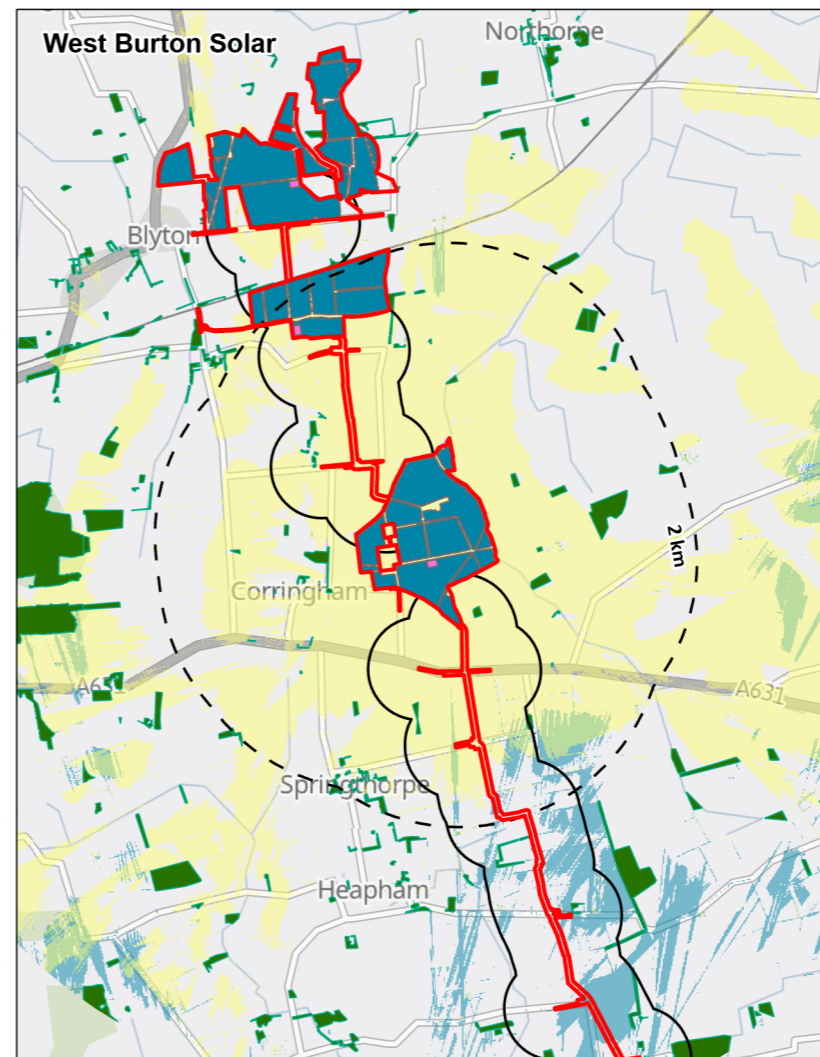 West Burton Solar
Northorpe
Blyton
2 km
Corringham
A631
A631
Springthorpe
Heapham